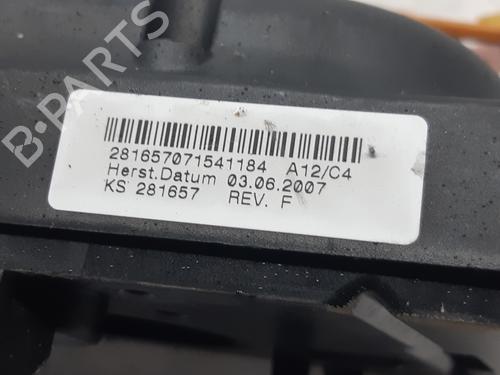 B-PARTS
281657071541184 A12/C4
Herst.Datum 03.06.2007
KS 281657 REV. F